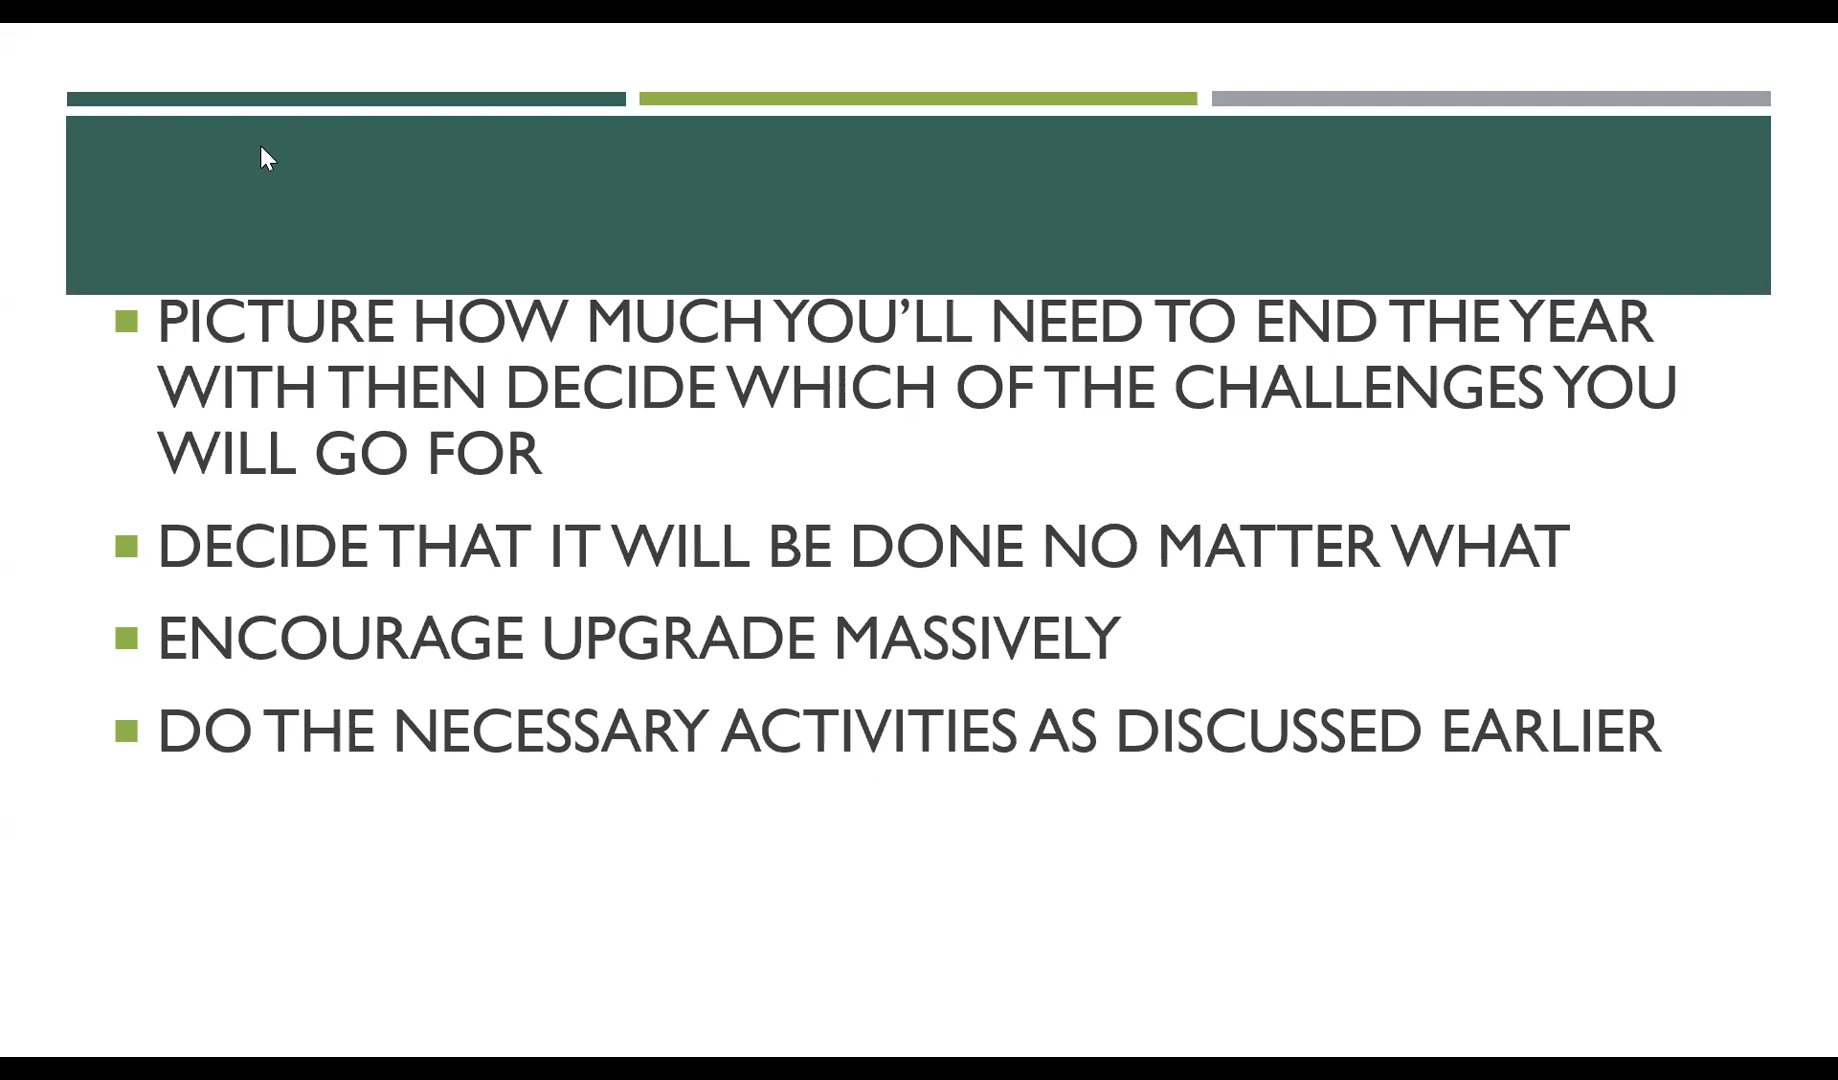 PICTURE HOW MUCH YOU’LL NEED TO END THE YEAR
WITH THEN DECIDE WHICH OF THE CHALLENGES YOU
WILL GO FOR
DECIDE THAT IT WILL BE DONE NO MATTER WHAT
ENCOURAGE UPGRADE MASSIVELY
DO THE NECESSARY ACTIVITIES AS DISCUSSED EARLIER